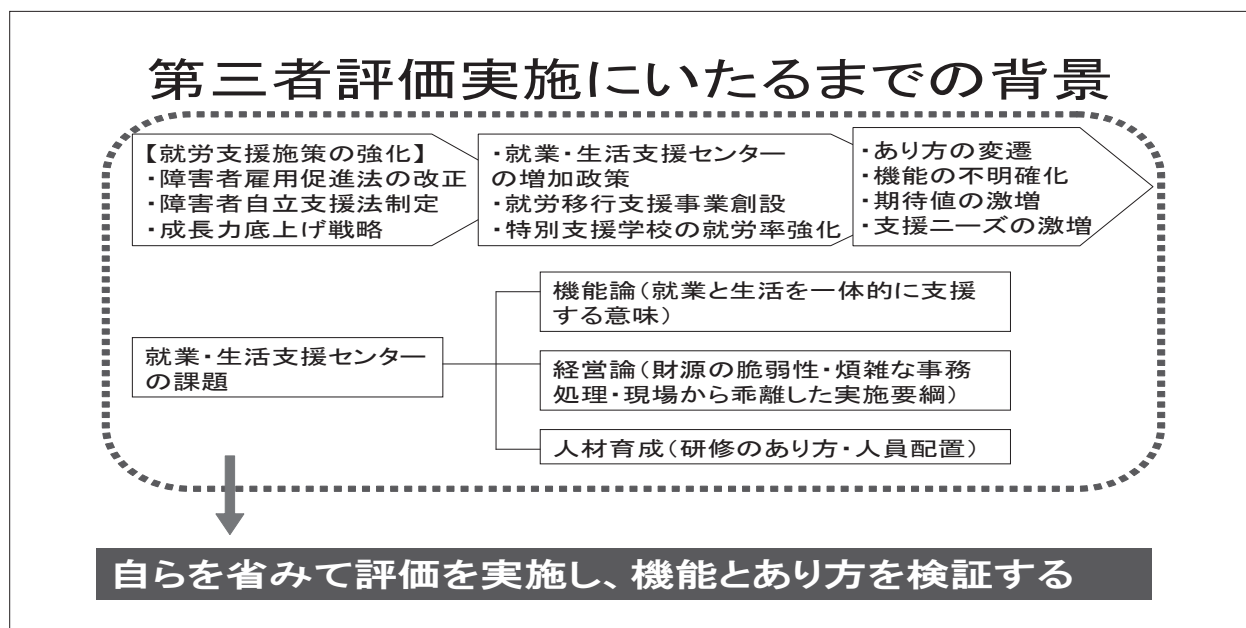 第三者評価実施にいたるまでの背景
【就労支援施策の強化】
・障害者雇用促進法の改正
・障害者自立支援法制定
・成長力底上げ戦略
・就業・生活支援センター
の増加政策
・就労移行支援事業創設
・特別支援学校の就労率強化
・あり方の変遷
・機能の不明確化
・期待値の激増
・支援ニーズの激増
就業・生活支援センター
の課題
機能論(就業と生活を一体的に支援
する意味)
経営論(財源の脆弱性・煩雑な事務
処理・現場から乖離した実施要綱)
人材育成(研修のあり方・人員配置)
自らを省みて評価を実施し、機能とあり方を検証する